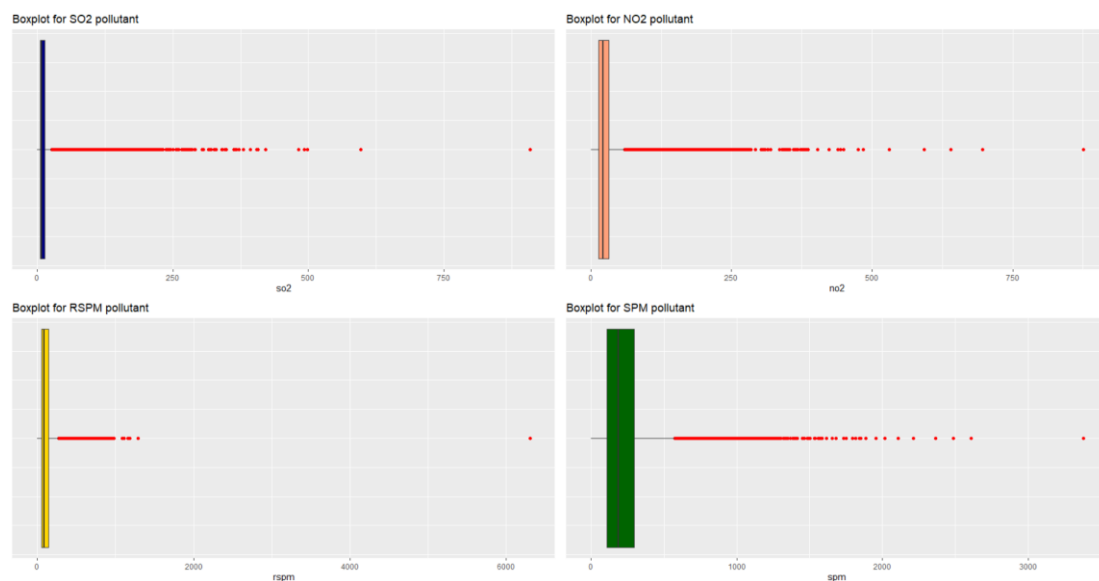 Boxplot for SO2 pollutant
0 250 500 750
so2
Boxplot for NO2 pollutant
0 250 500 750
no2
Boxplot for RSPM pollutant
0 2000 4000 6000
rspm
Boxplot for SPM pollutant
0 1000 2000 3000
spm